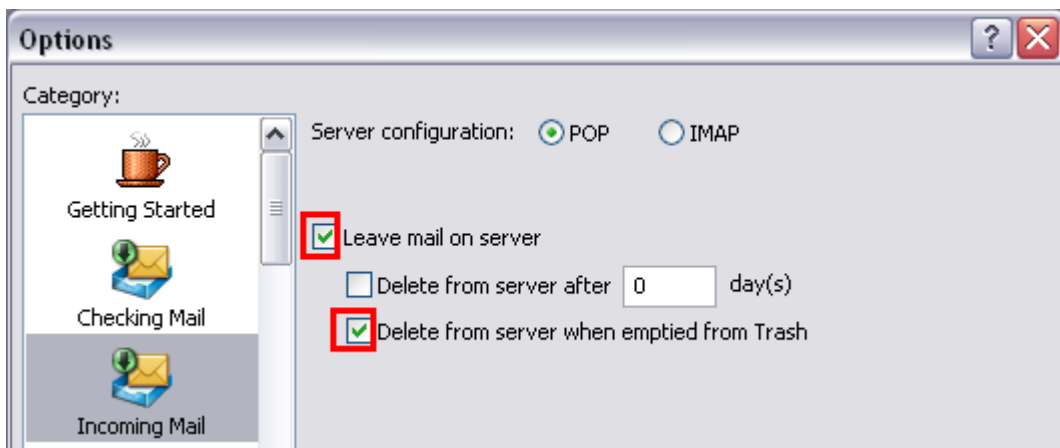 Options
Category:
Getting Started
Checking Mail
Incoming Mail
Server configuration: POP IMAP
Leave mail on server
Delete from server after 0 day(s)
Delete from server when emptied from Trash